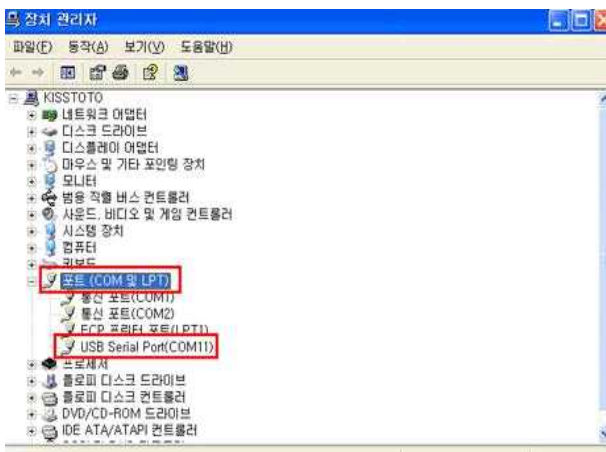 장치 관리자
파일(F) 동작(A) 보기(V) 도움말(H)
KISSTOTO
네트워크 어댑터
디스크 드라이브
디스플레이 어댑터
마우스 및 기타 포인팅 장치
모니터
범용 직렬 버스 컨트롤러
사운드, 비디오 및 게임 컨트롤러
시스템 장치
컴퓨터
키보드
포트 (COM 및 LPT)
통신 포트(COM1)
통신 포트(COM2)
ECP 프린터 포트(LPT1)
USB Serial Port(COM11)
프로세서
플로피 디스크 드라이브
플로피 디스크 컨트롤러
DVD/CD-ROM 드라이브
IDE ATA/ATAPI 컨트롤러